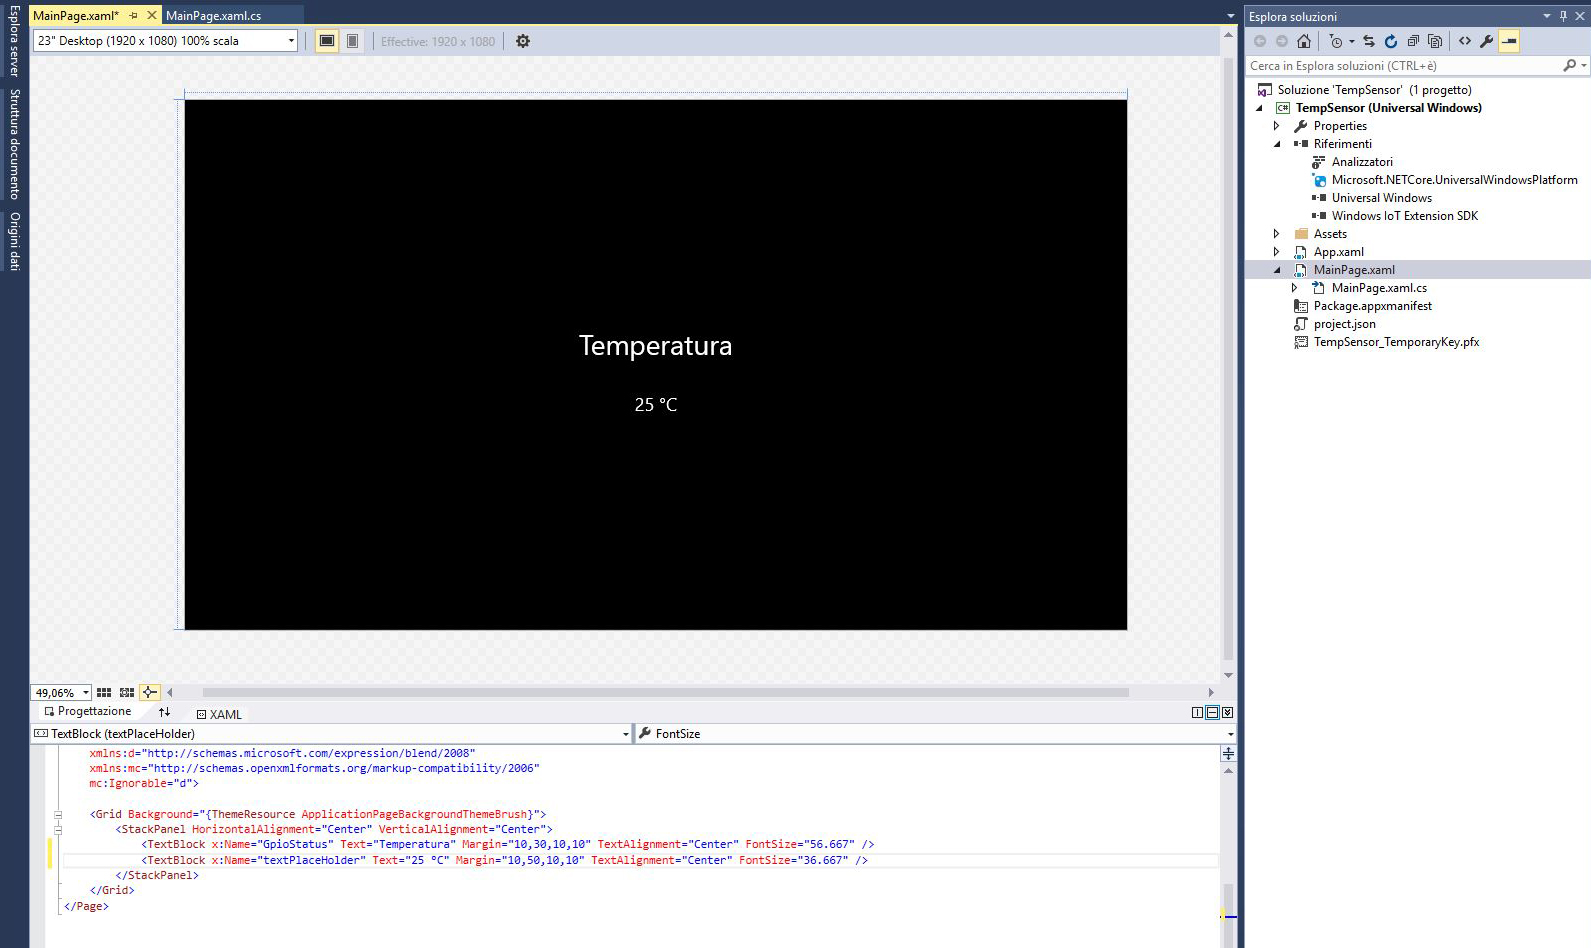 Esplora server
Struttura documento
Origini dati
MainPage.xaml*
MainPage.xaml.cs
23" Desktop (1920 x 1080) 100% scala
Effective: 1920 x 1080
Temperatura
25 °C
49,06%
Progettazione
XAML
TextBlock (textPlaceHolder)
FontSize
xmlns:d="http://schemas.microsoft.com/expression/blend/2008"
xmlns:mc="http://schemas.openxmlformats.org/markup-compatibility/2006"
mc:Ignorable="d">
<Grid Background="{ThemeResource ApplicationPageBackgroundThemeBrush}">
<StackPanel HorizontalAlignment="Center" VerticalAlignment="Center">
<TextBlock x:Name="GpioStatus" Text="Temperatura" Margin="10,30,10,10" TextAlignment="Center" FontSize="56.667" />
<TextBlock x:Name="textPlaceHolder" Text="25 °C" Margin="10,50,10,10" TextAlignment="Center" FontSize="36.667" />
</StackPanel>
</Grid>
</Page>
Esplora soluzioni
Cerca in Esplora soluzioni (CTRL+è)
Soluzione 'TempSensor' (1 progetto)
C# TempSensor (Universal Windows)
Properties
Riferimenti
Analizzatori
Microsoft.NETCore.UniversalWindowsPlatform
Universal Windows
Windows IoT Extension SDK
Assets
App.xaml
MainPage.xaml
MainPage.xaml.cs
Package.appxmanifest
project.json
TempSensor_TemporaryKey.pfx